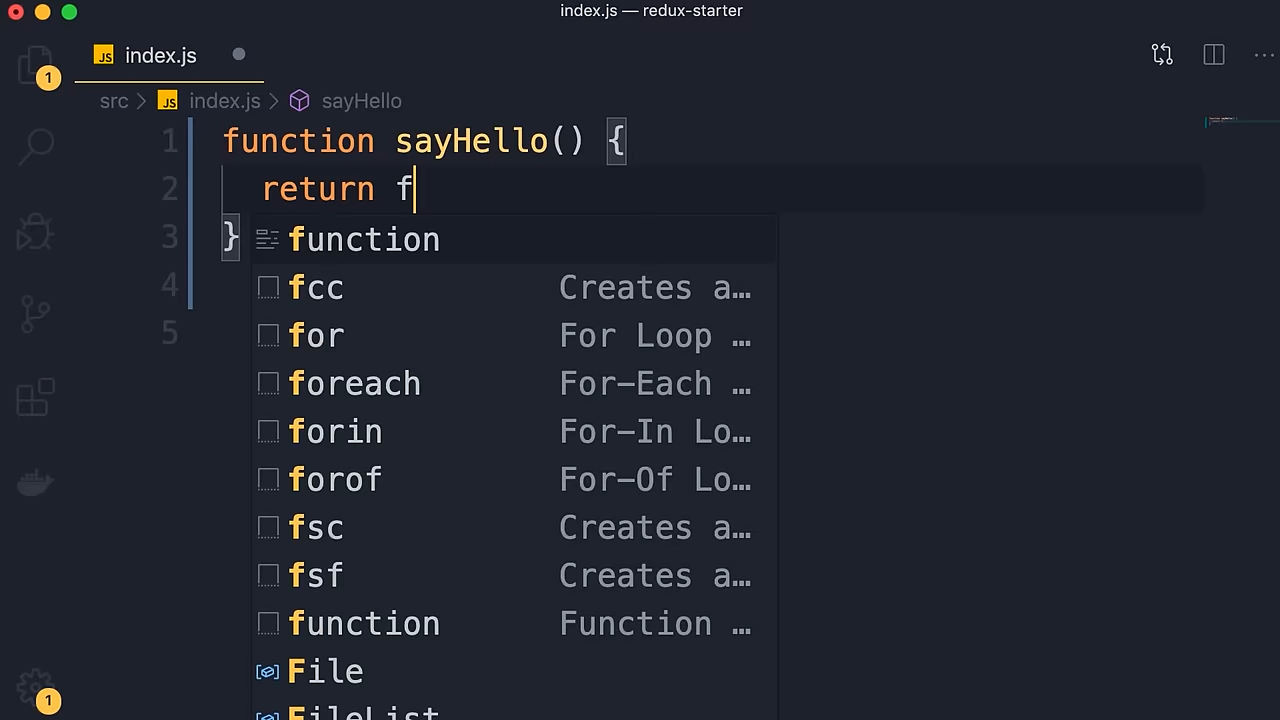 index.js — redux-starter
JS index.js
1
src > JS index.js > sayHello
1 function sayHello() {
2 return f
3 }
4
5
function
fcc Creates a…
for For Loop …
foreach For-Each …
forin For-In Lo…
forof For-Of Lo…
fsc Creates a…
fsf Creates a…
function Function …
File
FileList
1